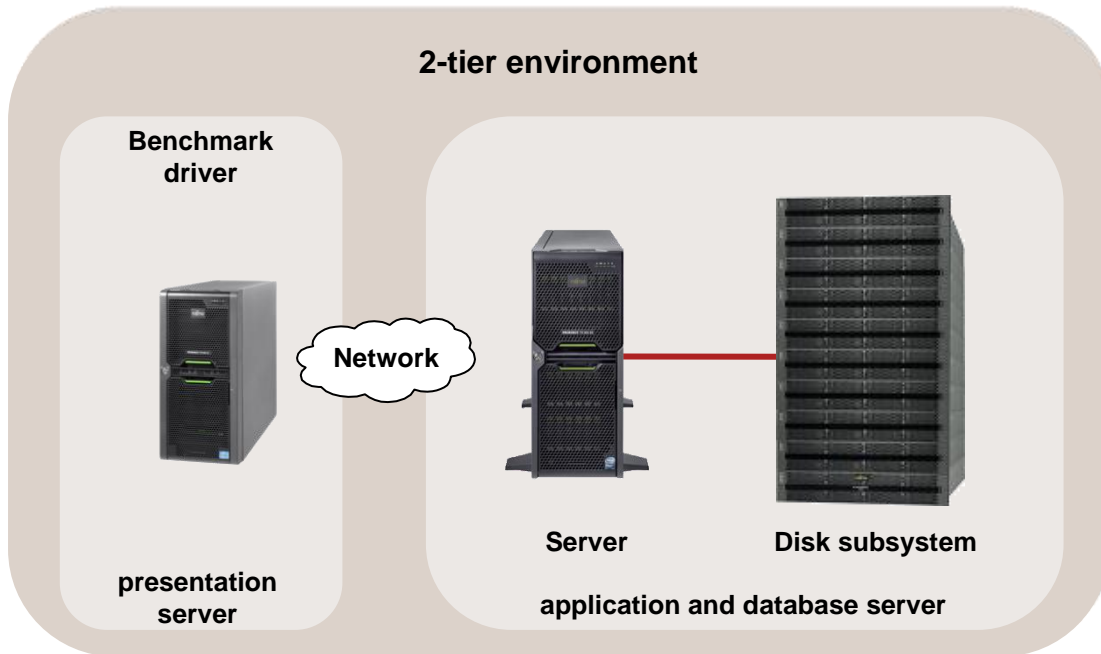 2-tier environment
Benchmark
driver
Network
Server
Disk subsystem
presentation
server
application and database server